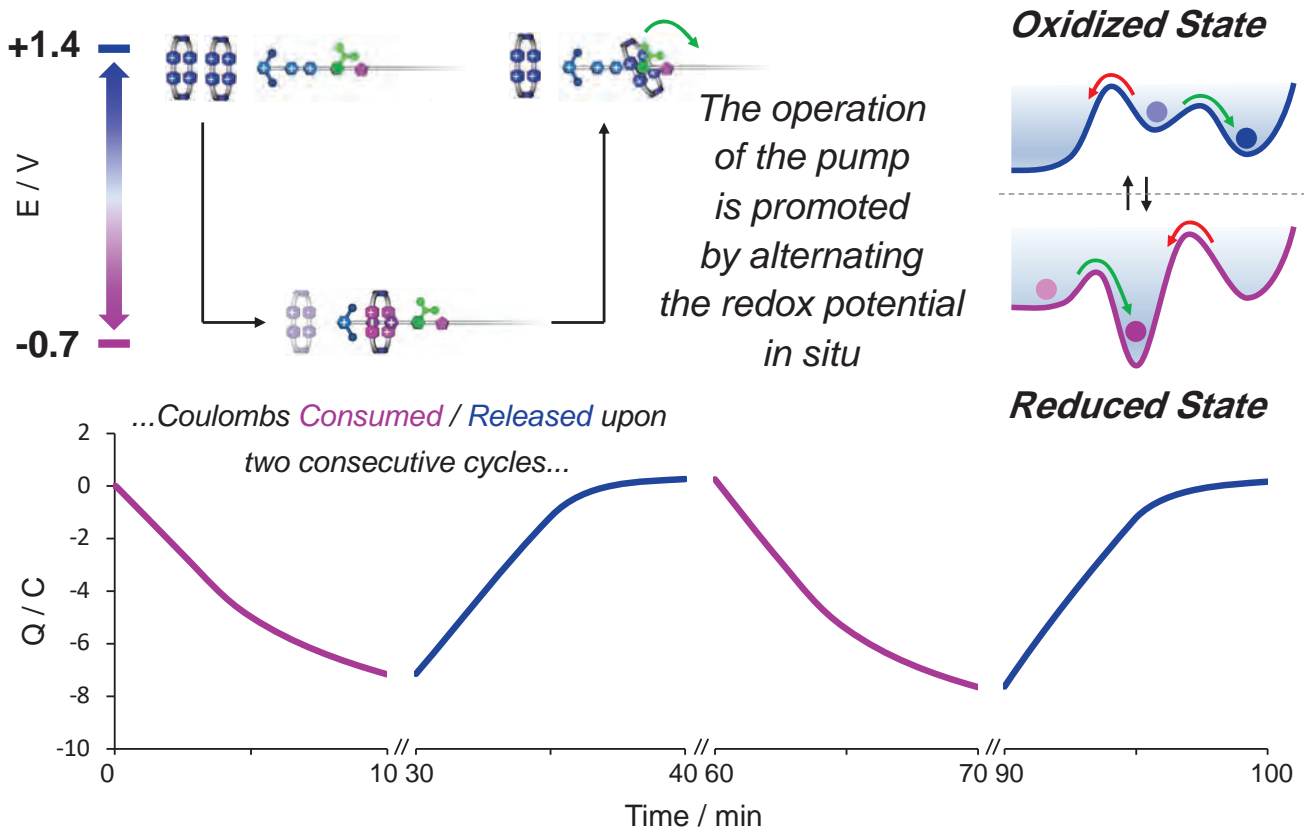 +1.4
E / V
-0.7
The operation
of the pump
is promoted
by alternating
the redox potential
in situ
Oxidized State
Reduced State
...Coulombs Consumed / Released upon
two consecutive cycles...
Q / C
2
0
-2
-4
-6
-8
-10
0 10 // 30 40 // 60 70 // 90 100
Time / min